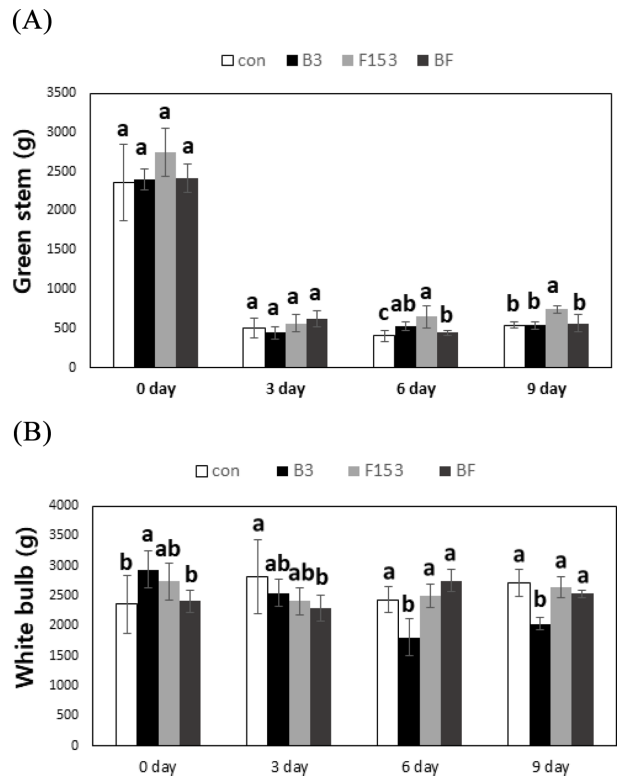 (A)
con B3 F153 BF
Green stem (g)
3500
3000
2500
2000
1500
1000
500
0
a a a a
a a a a
c ab a b
b b a b
0 day 3 day 6 day 9 day
(B)
con B3 F153 BF
White bulb (g)
4000
3500
3000
2500
2000
1500
1000
500
0
b a ab b
a ab ab b
a b a a
a b a a
0 day 3 day 6 day 9 day